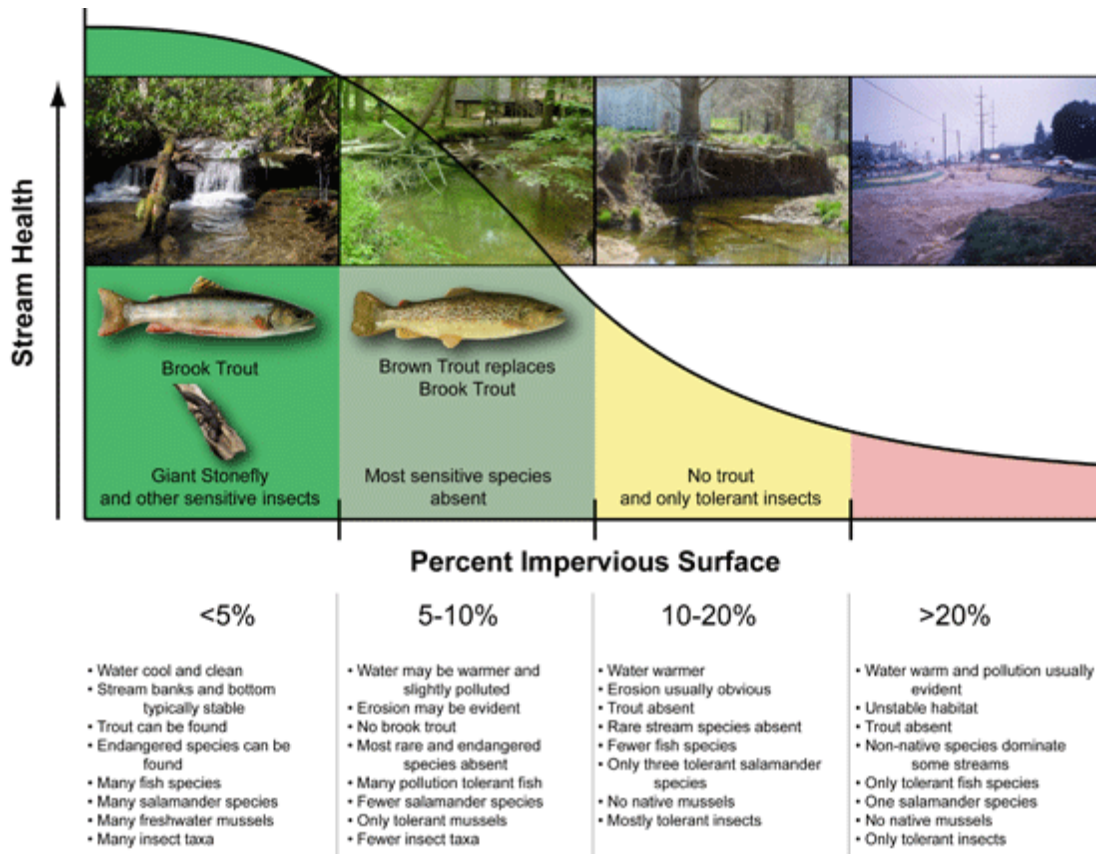 Stream Health
Brook Trout
Giant Stonefly
and other sensitive insects
Brown Trout replaces
Brook Trout
Most sensitive species
absent
No trout
and only tolerant insects
Percent Impervious Surface
<5%
• Water cool and clean
• Stream banks and bottom
typically stable
• Trout can be found
• Endangered species can be
found
• Many fish species
• Many salamander species
• Many freshwater mussels
• Many insect taxa
5-10%
• Water may be warmer and
slightly polluted
• Erosion may be evident
• No brook trout
• Most rare and endangered
species absent
• Many pollution tolerant fish
• Fewer salamander species
• Only tolerant mussels
• Fewer insect taxa
10-20%
• Water warmer
• Erosion usually obvious
• Trout absent
• Rare stream species absent
• Fewer fish species
• Only three tolerant salamander
species
• No native mussels
• Mostly tolerant insects
>20%
• Water warm and pollution usually
evident
• Unstable habitat
• Trout absent
• Non-native species dominate
some streams
• Only tolerant fish species
• One salamander species
• No native mussels
• Only tolerant insects